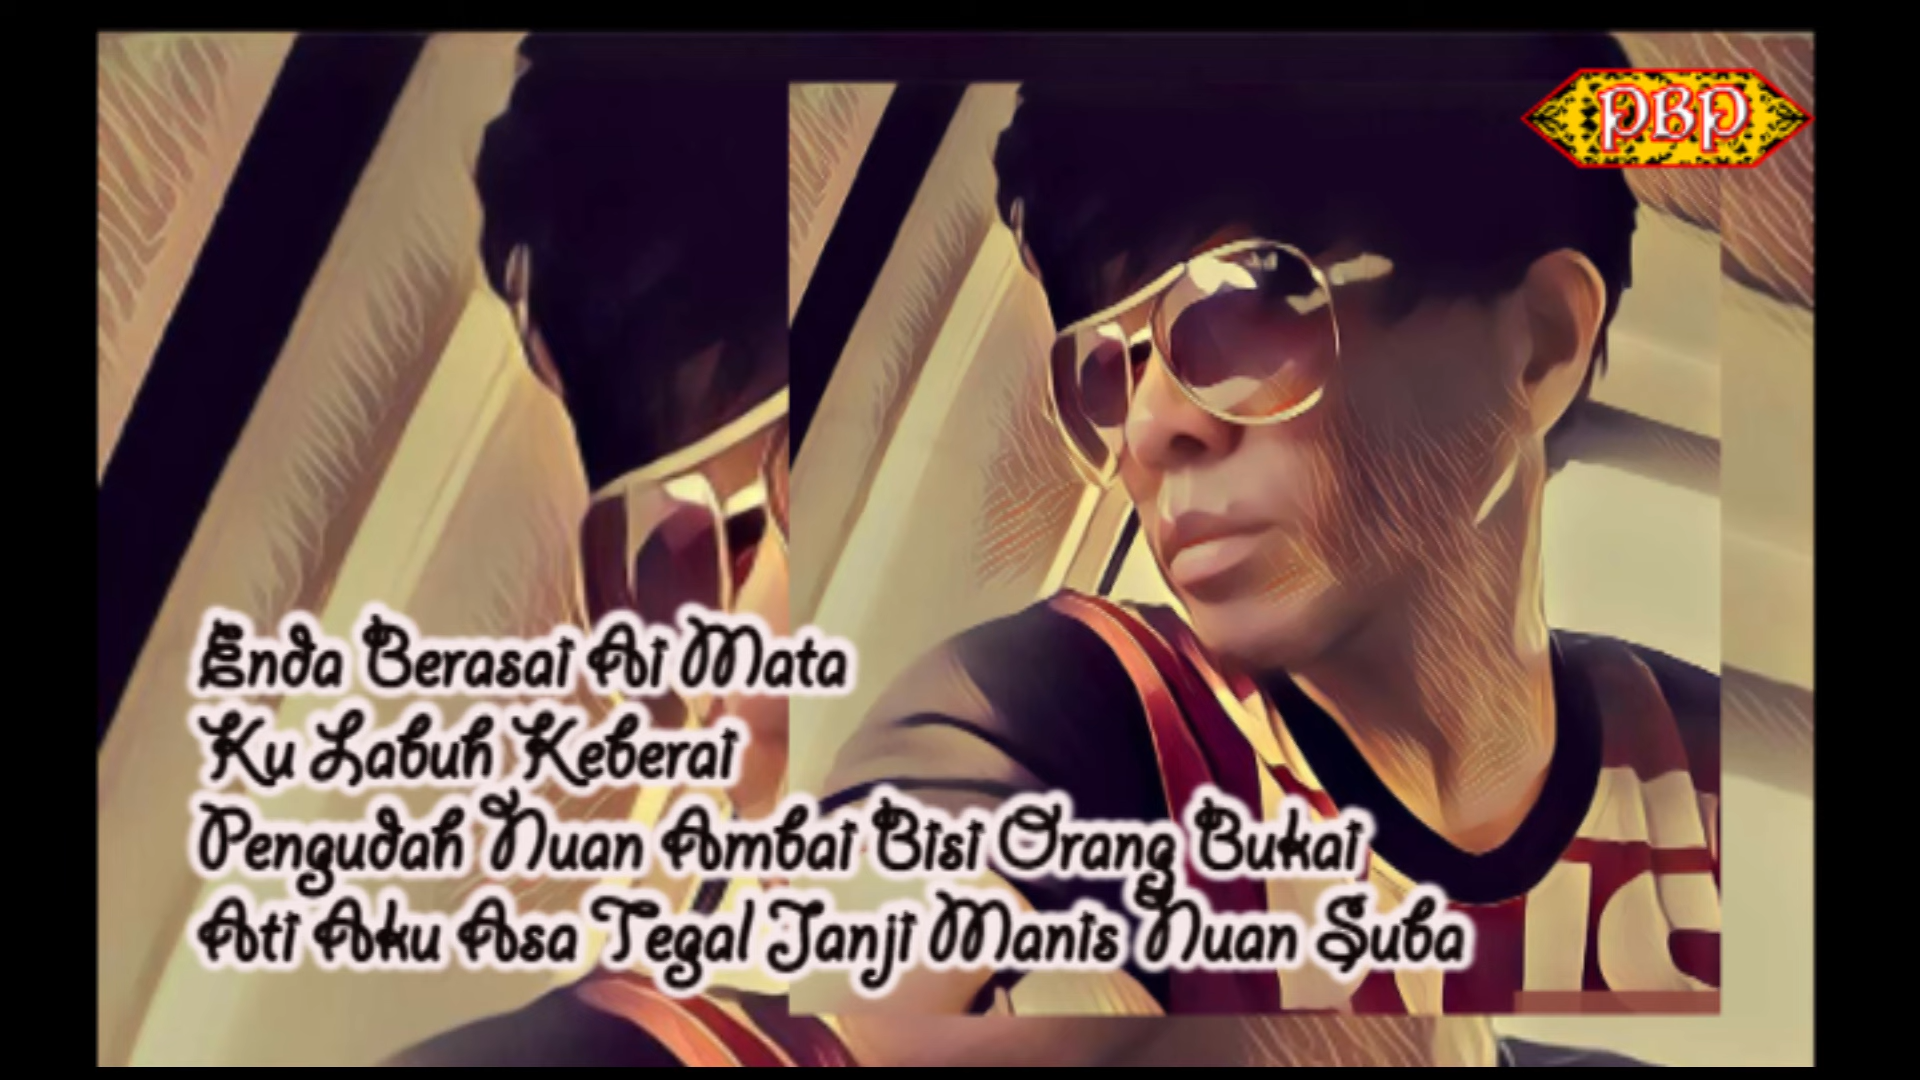 PBP
Enda Berasai Ai Mata
Ku Labuh Keberai
Pengudah Nuan Ambai Bisi Orang Bukai
Ati Aku Asa Tegal Janji Manis Nuan Suba